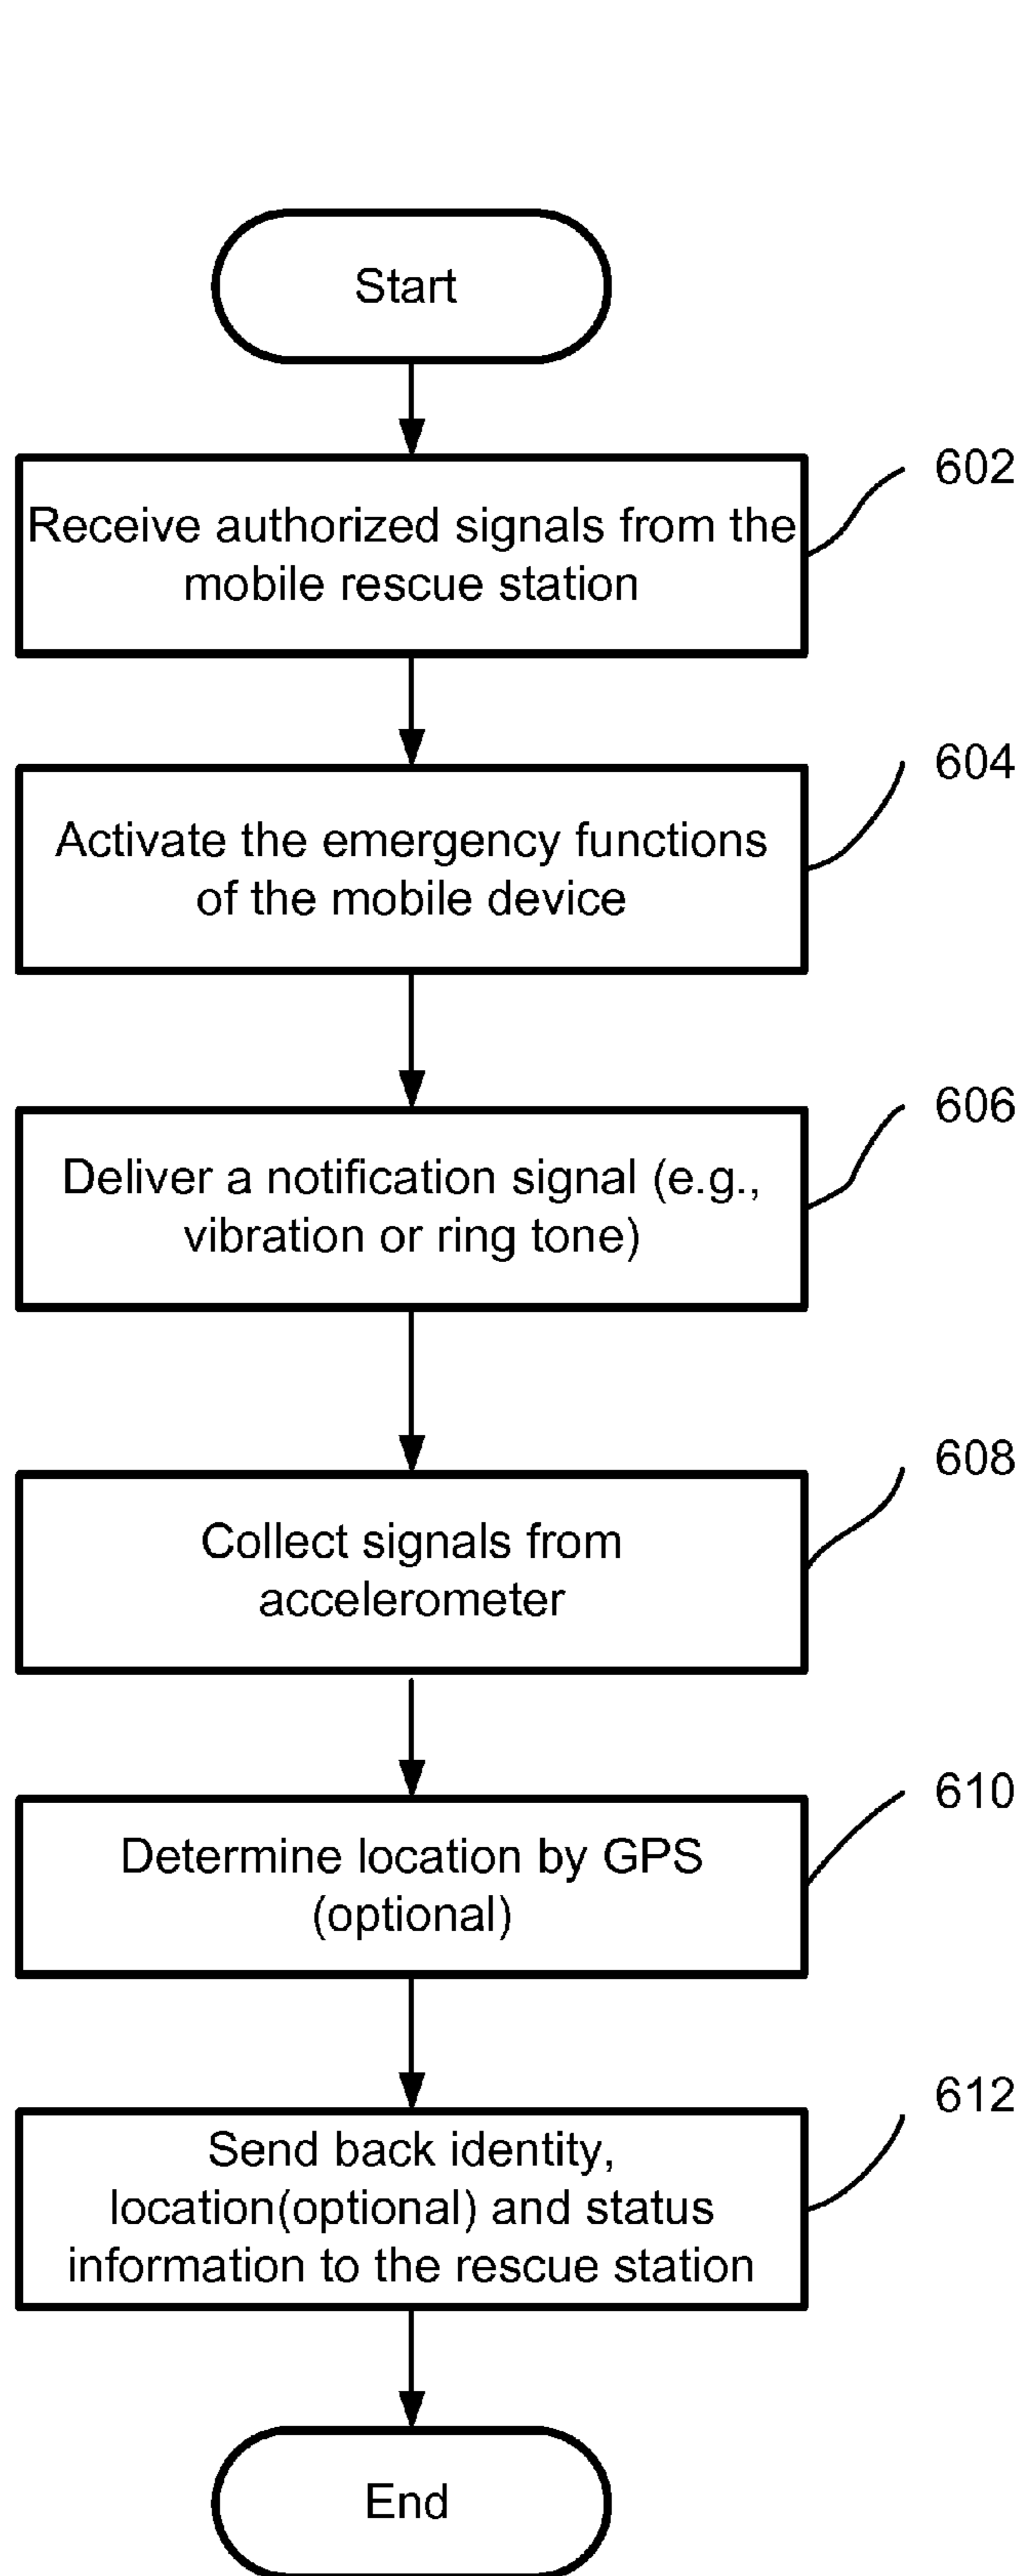 Start
602
Receive authorized signals from the
mobile rescue station
604
Activate the emergency functions
of the mobile device
606
Deliver a notification signal (e.g.,
vibration or ring tone)
608
Collect signals from
accelerometer
610
Determine location by GPS
(optional)
612
Send back identity,
location(optional) and status
information to the rescue station
End